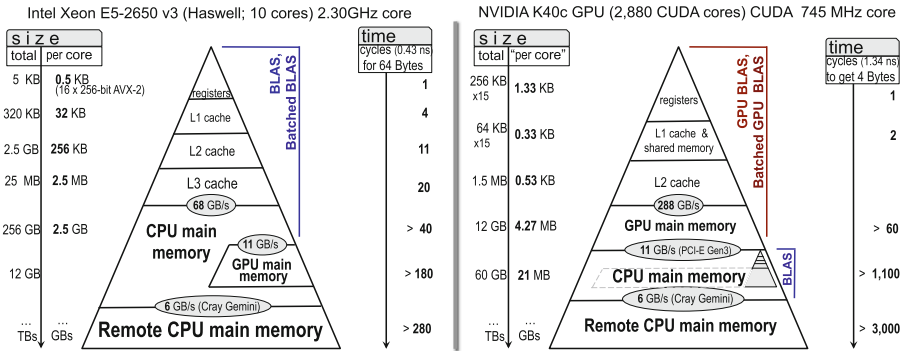 Intel Xeon E5-2650 v3 (Haswell; 10 cores) 2.30GHz core
size
total per core
time
cycles (0.43 ns)
for 64 Bytes
5 KB 0.5 KB
(16 x 256-bit AVX-2)
registers
1
320 KB 32 KB
L1 cache
4
2.5 GB 256 KB
L2 cache
11
25 MB 2.5 MB
L3 cache
20
68 GB/s
256 GB 2.5 GB
CPU main
memory
> 40
11 GB/s
GPU main
memory
12 GB
> 180
6 GB/s (Cray Gemini)
... ...
TBs GBs
Remote CPU main memory
> 280
BLAS,
Batched BLAS
NVIDIA K40c GPU (2,880 CUDA cores) CUDA 745 MHz core
size
total "per core"
time
cycles (1.34 ns)
to get 4 Bytes
256 KB
x15
1.33 KB
registers
1
64 KB
x15
0.33 KB
L1 cache &
shared memory
2
1.5 MB 0.53 KB
L2 cache
288 GB/s
12 GB 4.27 MB
GPU main memory
> 60
11 GB/s (PCI-E Gen3)
60 GB 21 MB
CPU main memory
> 1,100
6 GB/s (Cray Gemini)
... ...
TBs GBs
Remote CPU main memory
> 3,000
GPU BLAS,
Batched GPU BLAS
BLAS